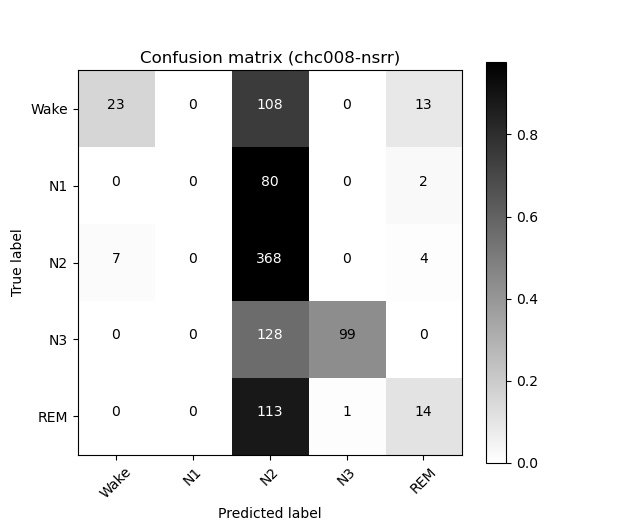 Confusion matrix (chc008-nsrr)
Wake 23 0 108 0 13
N1 0 0 80 0 2
N2 7 0 368 0 4
N3 0 0 128 99 0
REM 0 0 113 1 14
Wake N1 N2 N3 REM
True label
Predicted label
0.8
0.6
0.4
0.2
0.0